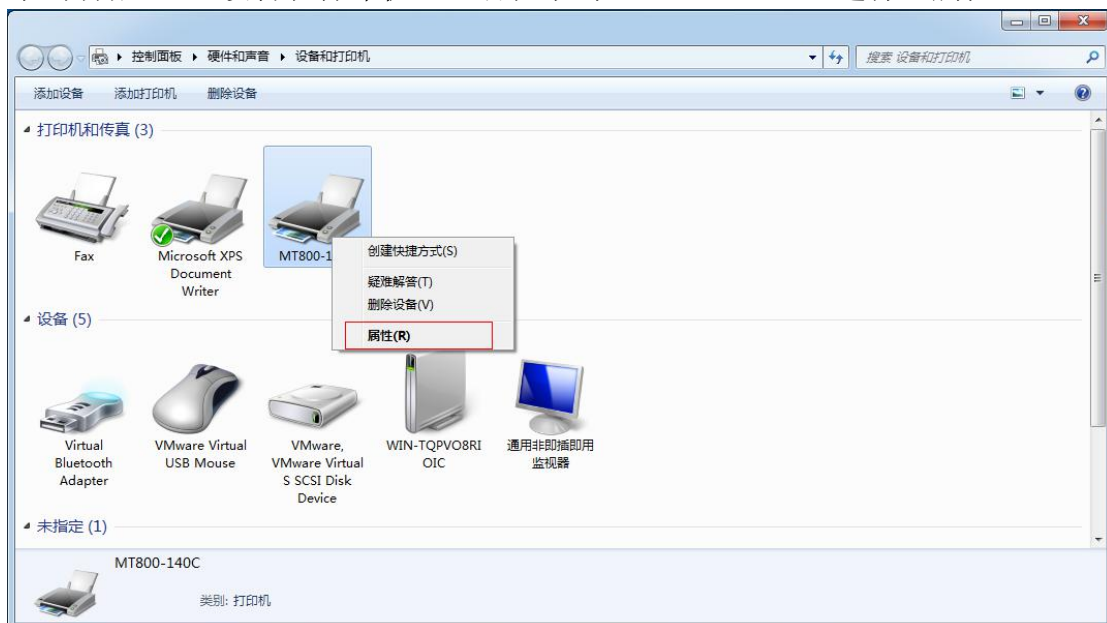 控制面板 ▸ 硬件和声音 ▸ 设备和打印机
搜索 设备和打印机
添加设备 添加打印机 删除设备
打印机和传真 (3)
Fax
Microsoft XPS
Document
Writer
MT800-1
创建快捷方式(S)
疑难解答(T)
删除设备(V)
属性(R)
设备 (5)
Virtual
Bluetooth
Adapter
VMware Virtual
USB Mouse
VMware,
VMware Virtual
S SCSI Disk
Device
WIN-TQPVO8RI
OIC
通用非即插即用
监视器
未指定 (1)
MT800-140C
类别: 打印机